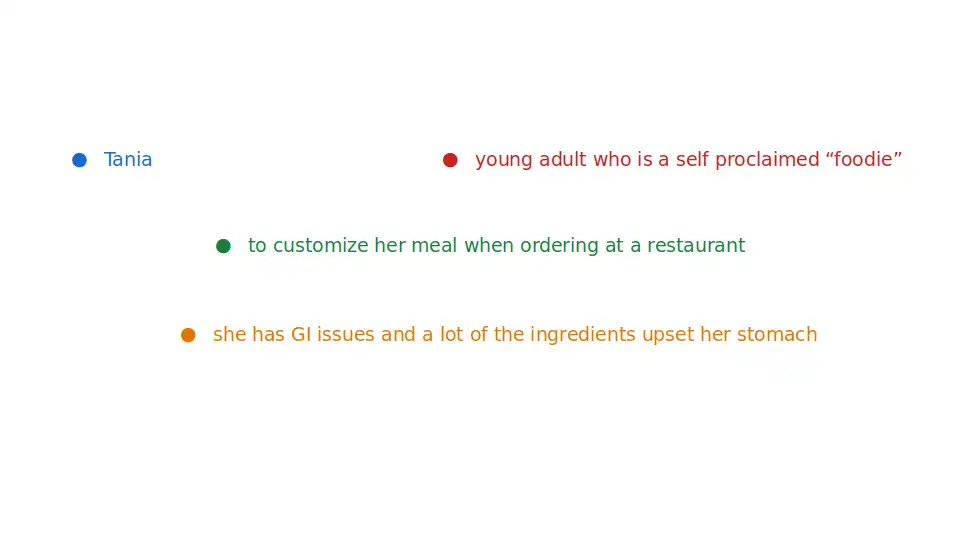 Tania
young adult who is a self proclaimed “foodie”
to customize her meal when ordering at a restaurant
she has GI issues and a lot of the ingredients upset her stomach